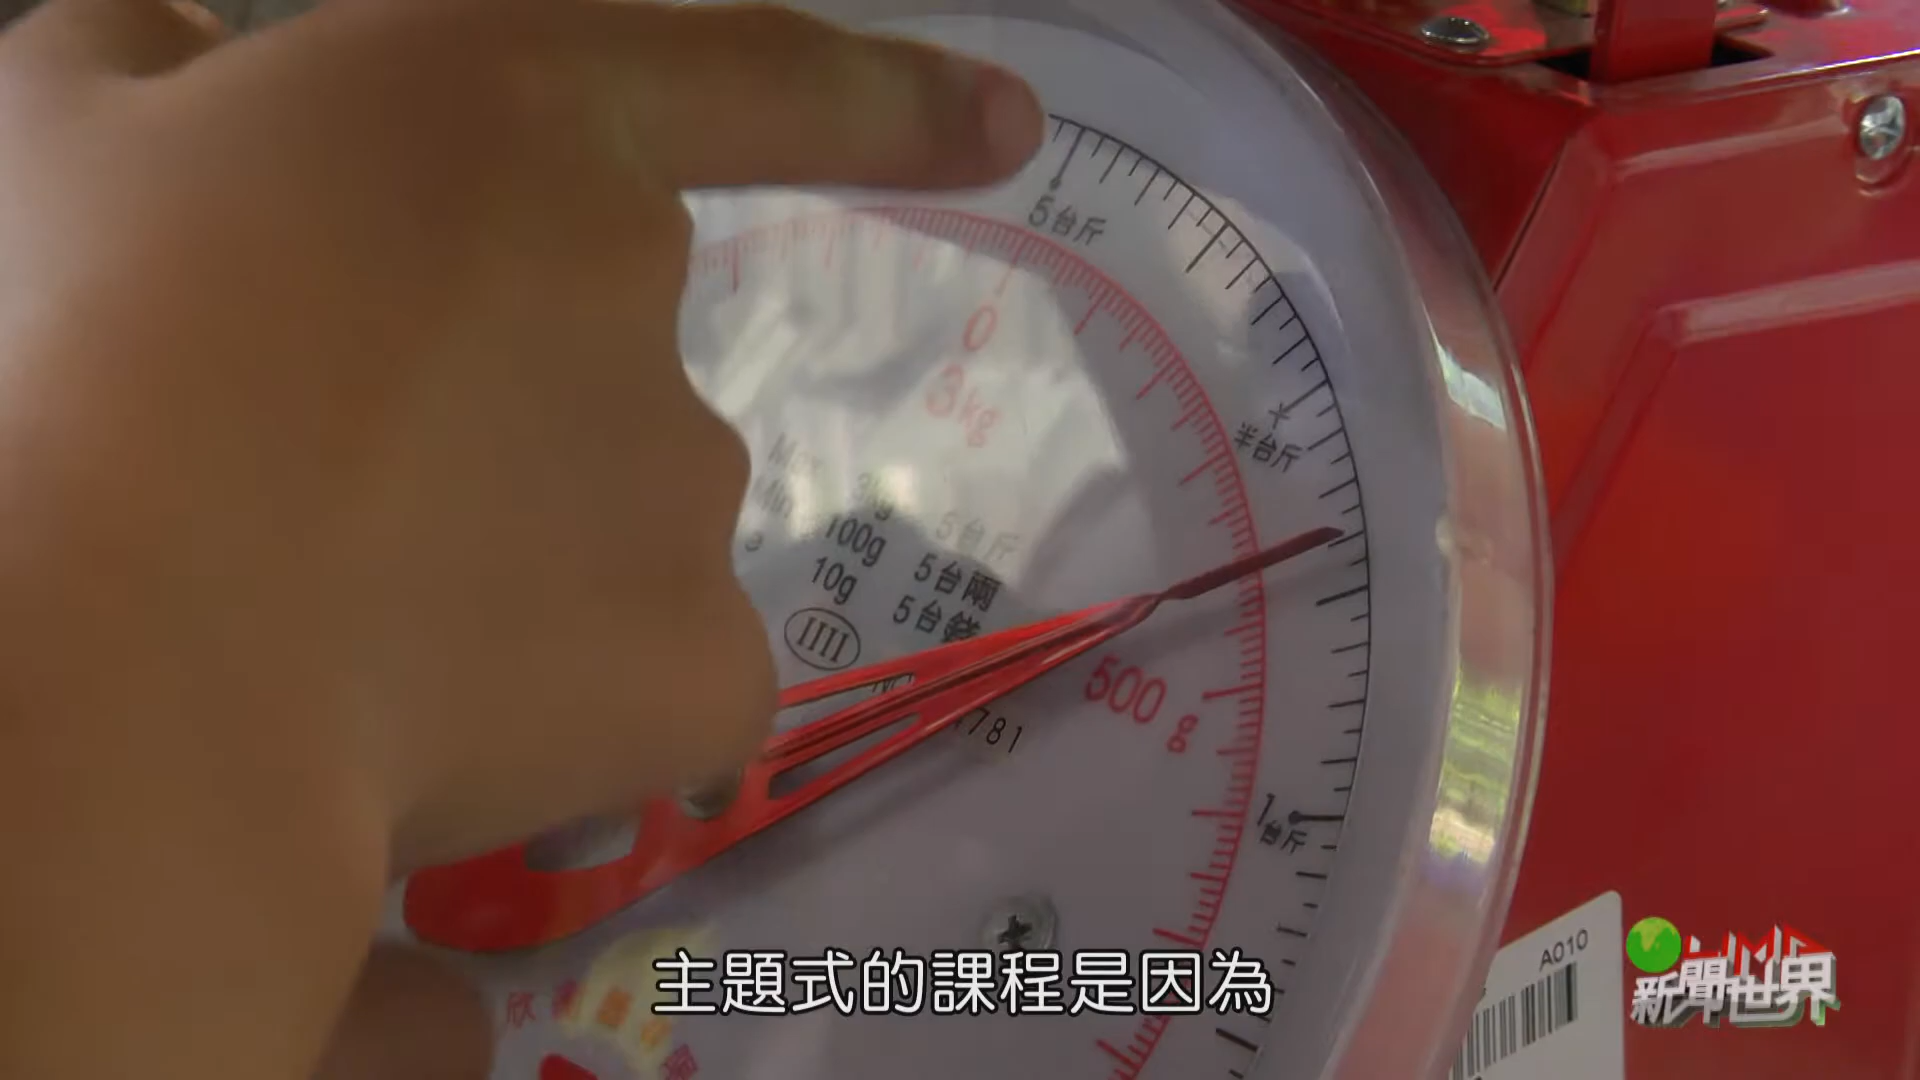 5台斤
0
3kg
半台斤
3kg 5台斤
100g 5台兩
10g 5台錢
IIII
781
500 g
1台斤
A010
主題式的課程是因為
新聞世界